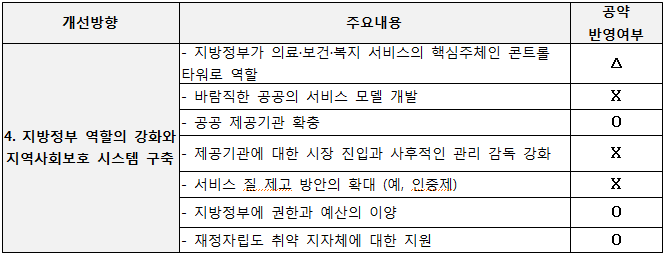 개선방향
주요내용
공약
반영여부
4. 지방정부 역할의 강화와
지역사회보호 시스템 구축
- 지방정부가 의료·보건·복지 서비스의 핵심주체인 콘트롤
타워로 역할
Δ
- 바람직한 공공의 서비스 모델 개발
X
- 공공 제공기관 확충
O
- 제공기관에 대한 시장 진입과 사후적인 관리 감독 강화
X
- 서비스 질 제고 방안의 확대 (예, 인증제)
X
- 지방정부에 권한과 예산의 이양
O
- 재정자립도 취약 지자체에 대한 지원
O